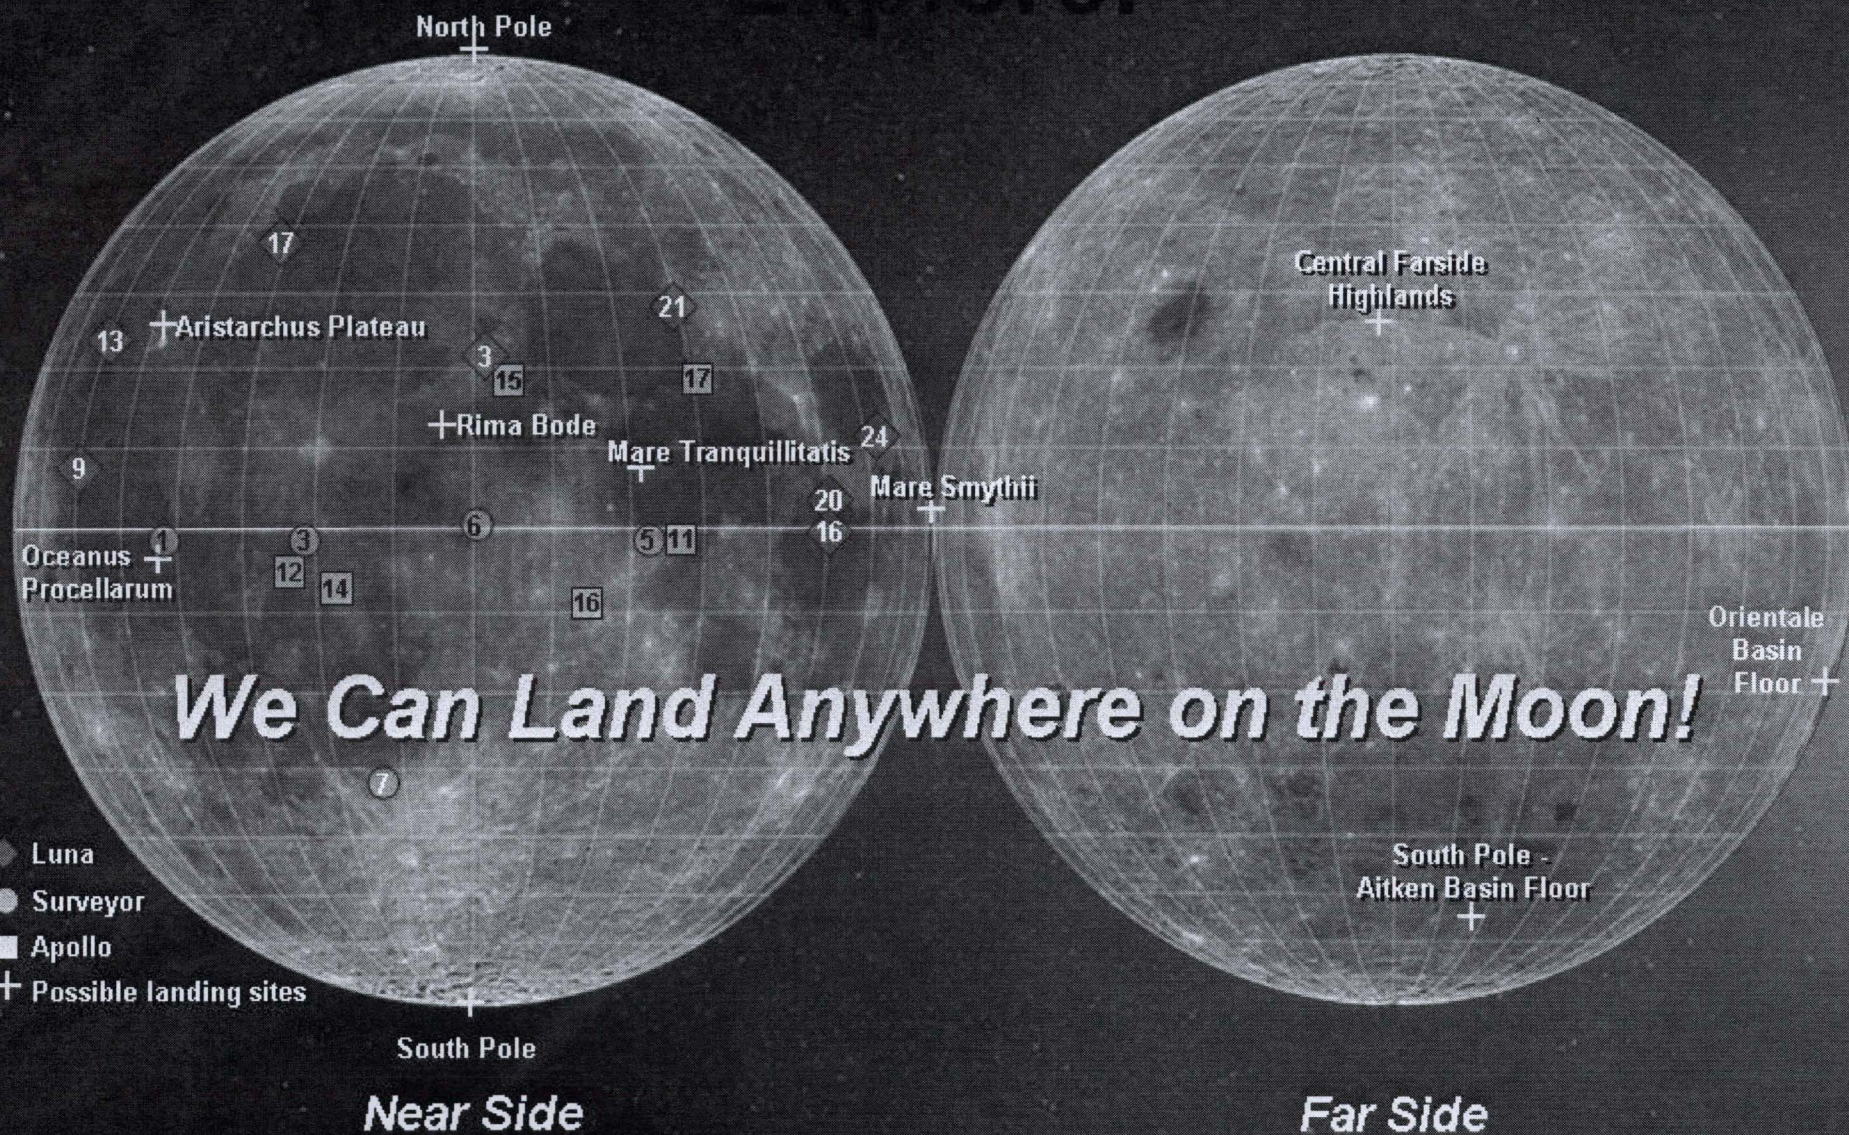 North Pole
17
21
Aristarchus Plateau
13
3
15
17
Rima Bode
24
Mare Tranquillitatis
9
Mare Smythii
20
6
16
1
3
5
11
Oceanus
Procellarum
12
14
16
Central Farside
Highlands
Orientale
Basin
Floor
We Can Land Anywhere on the Moon!
7
Luna
Surveyor
Apollo
Possible landing sites
South Pole
South Pole -
Aitken Basin Floor
Near Side
Far Side